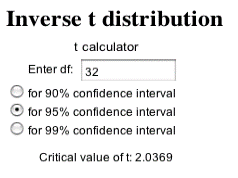 Inverse t distribution
t calculator
Enter df: 32
for 90% confidence interval
for 95% confidence interval
for 99% confidence interval
Critical value of t: 2.0369